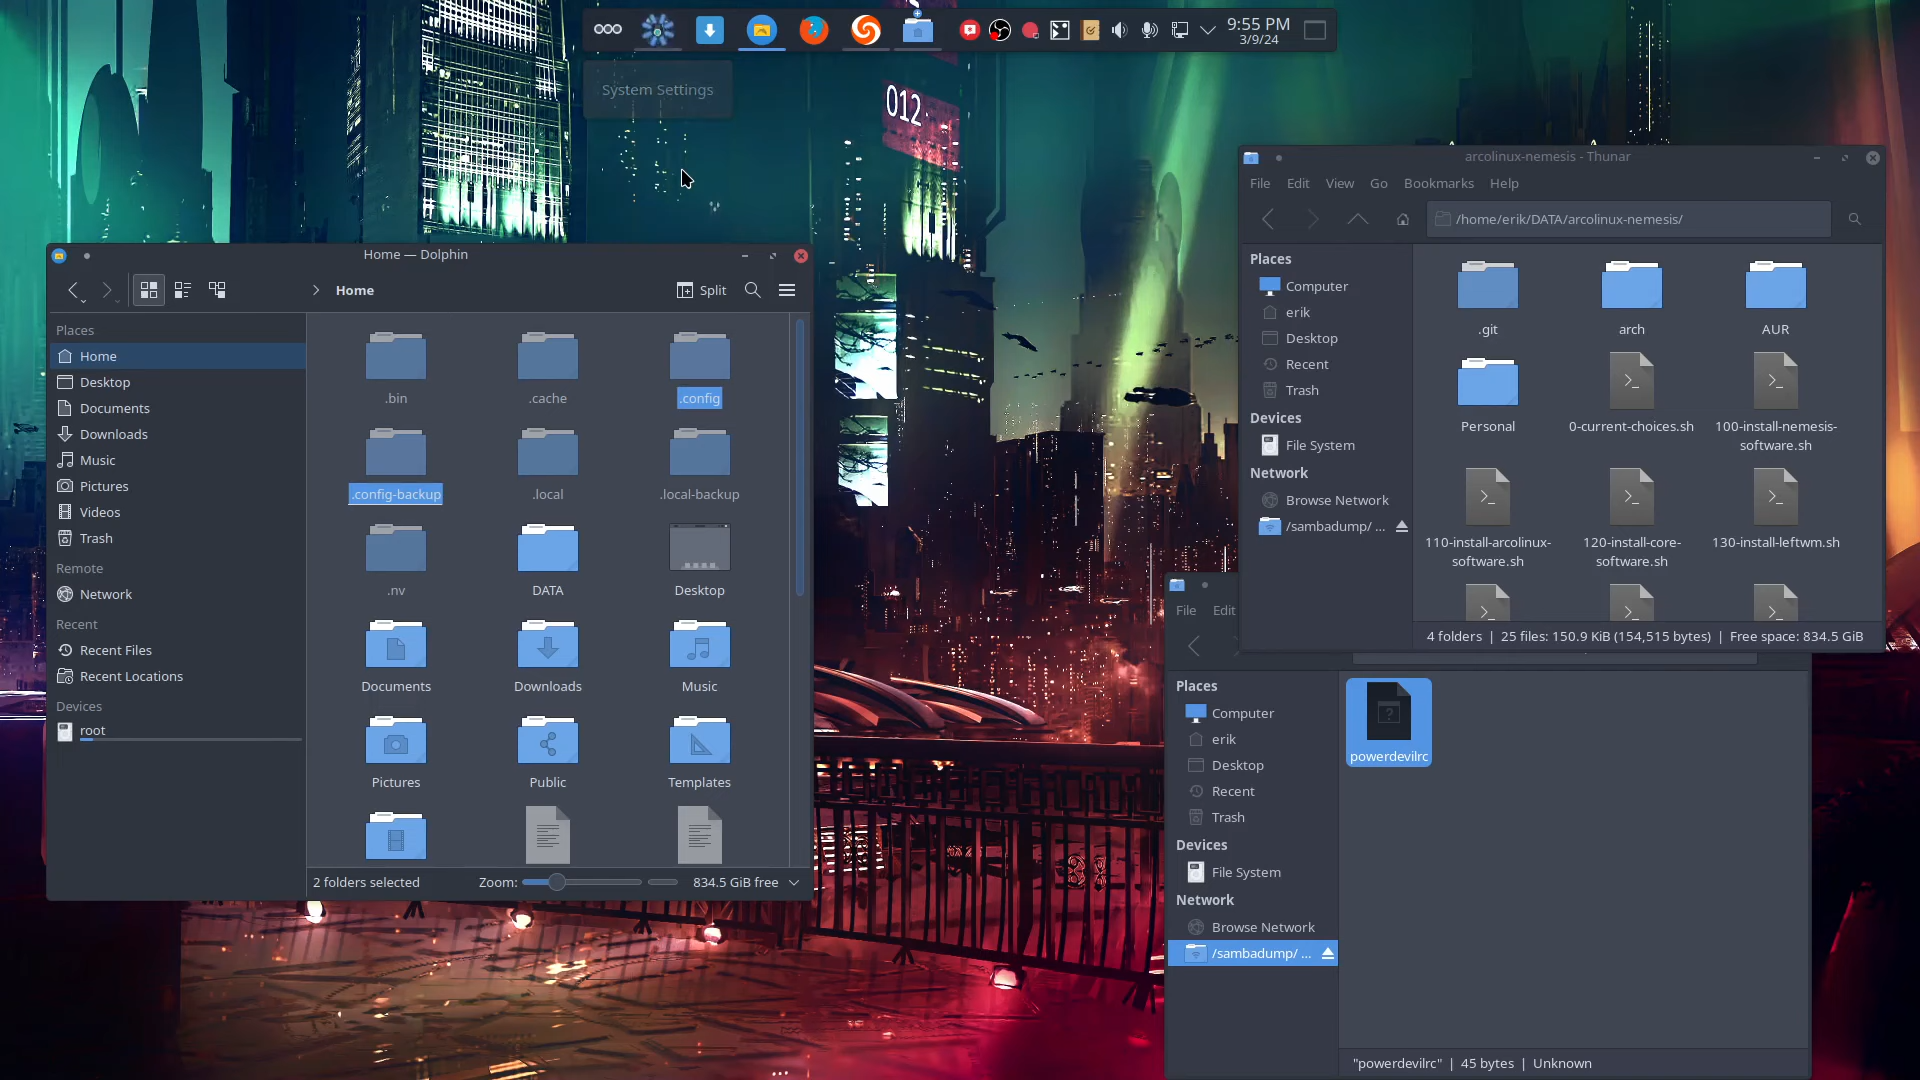 9:55 PM
3/9/24
System Settings
012
Home — Dolphin
Home
Split
Places
Home
Desktop
Documents
Downloads
Music
Pictures
Videos
Trash
Remote
Network
Recent
Recent Files
Recent Locations
Devices
root
.bin
.cache
.config
.config-backup
.local
.local-backup
.nv
DATA
Desktop
Documents
Downloads
Music
Pictures
Public
Templates
2 folders selected
Zoom:
834.5 GiB free
arcolinux-nemesis - Thunar
File Edit View Go Bookmarks Help
/home/erik/DATA/arcolinux-nemesis/
Places
Computer
erik
Desktop
Recent
Trash
Devices
File System
Network
Browse Network
/sambadump/ ...
.git
arch
AUR
Personal
0-current-choices.sh
100-install-nemesis-
software.sh
110-install-arcolinux-
software.sh
120-install-core-
software.sh
130-install-leftwm.sh
4 folders | 25 files: 150.9 KiB (154,515 bytes) | Free space: 834.5 GiB
File Edit
Places
Computer
erik
Desktop
Recent
Trash
Devices
File System
Network
Browse Network
/sambadump/ ...
powerdevilrc
"powerdevilrc" | 45 bytes | Unknown